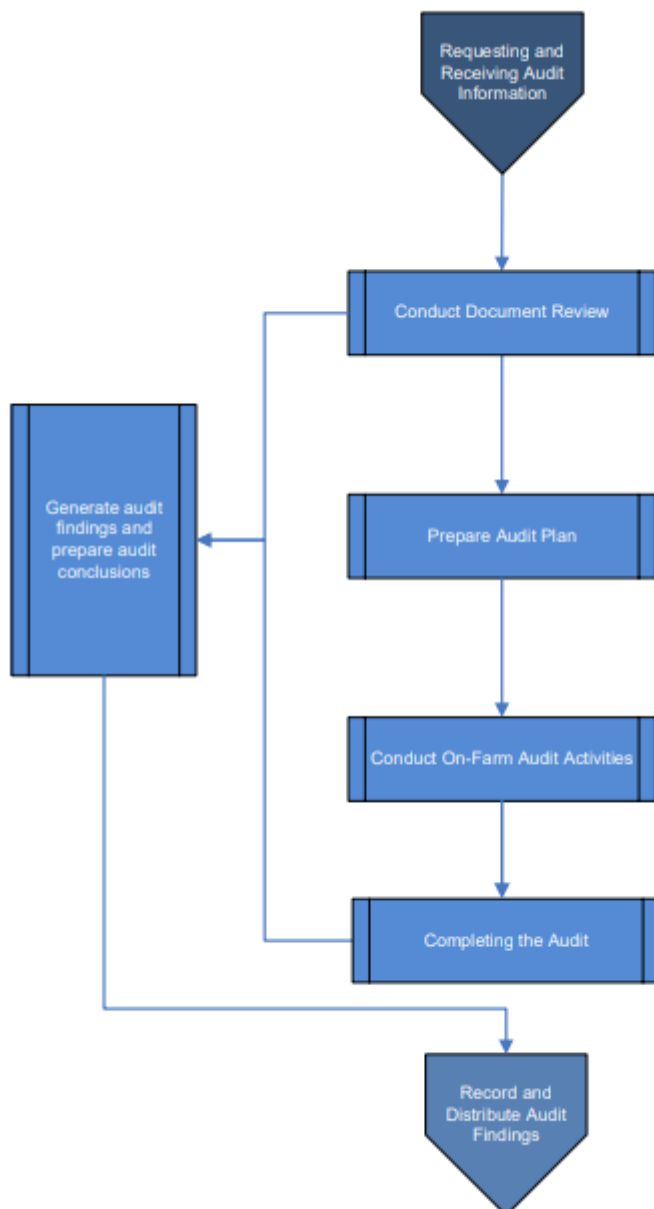 Requesting and
Receiving Audit
Information
Conduct Document Review
Generate audit
findings and
prepare audit
conclusions
Prepare Audit Plan
Conduct On-Farm Audit Activities
Completing the Audit
Record and
Distribute Audit
Findings